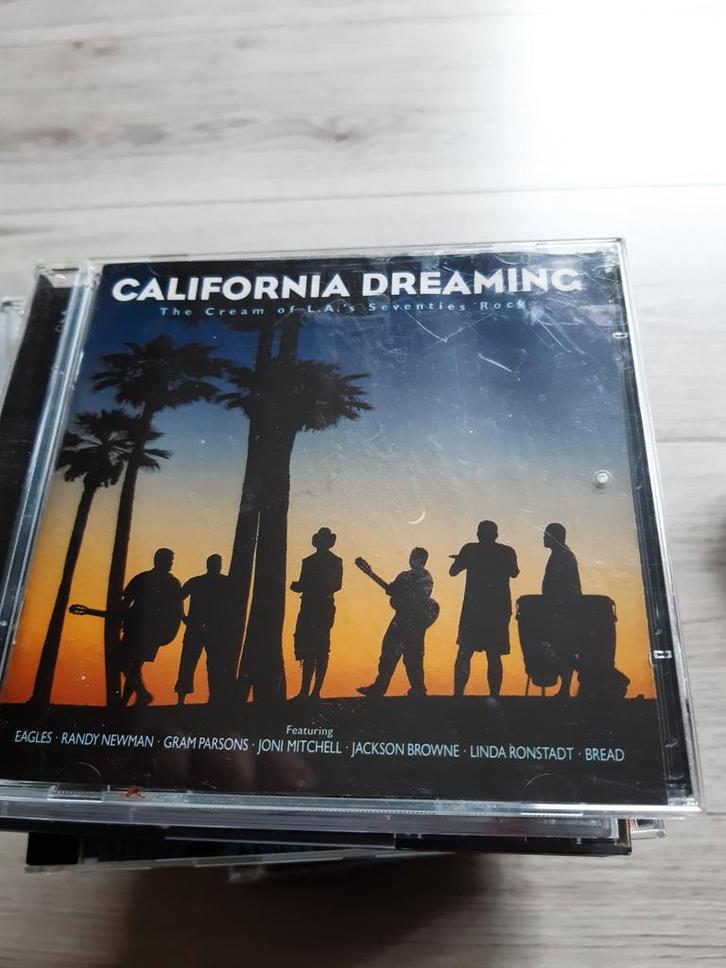 CALIFORNIA DREAMING
The Cream of L.A.'s Seventies Rock
Featuring
EAGLES · RANDY NEWMAN · GRAM PARSONS · JONI MITCHELL · JACKSON BROWNE · LINDA RONSTADT · BREAD